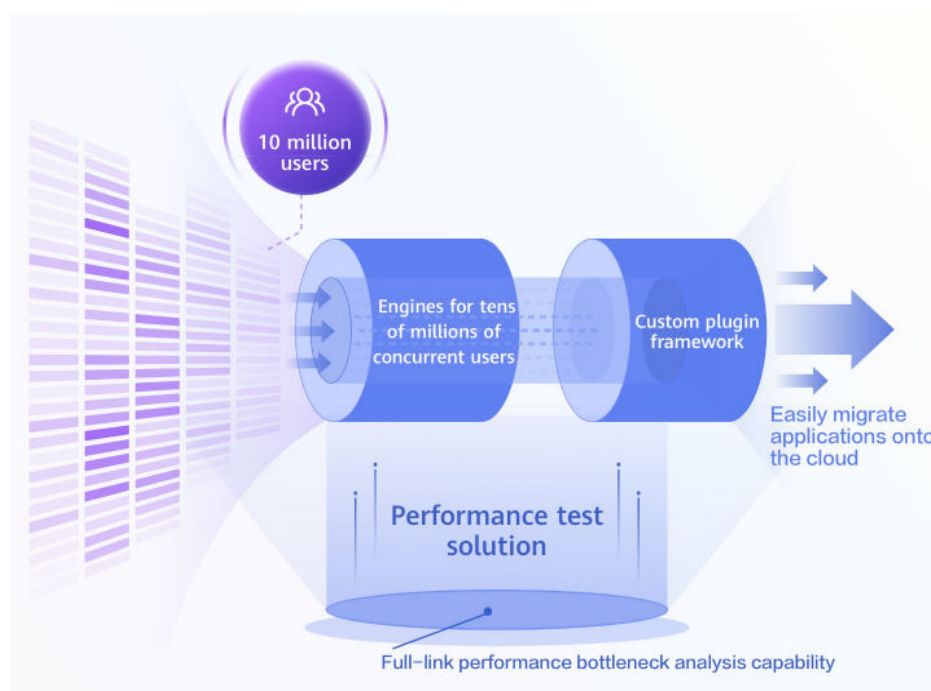 10 million
users
Engines for tens
of millions of
concurrent users
Custom plugin
framework
Easily migrate
applications onto
the cloud
Performance test
solution
Full-link performance bottleneck analysis capability